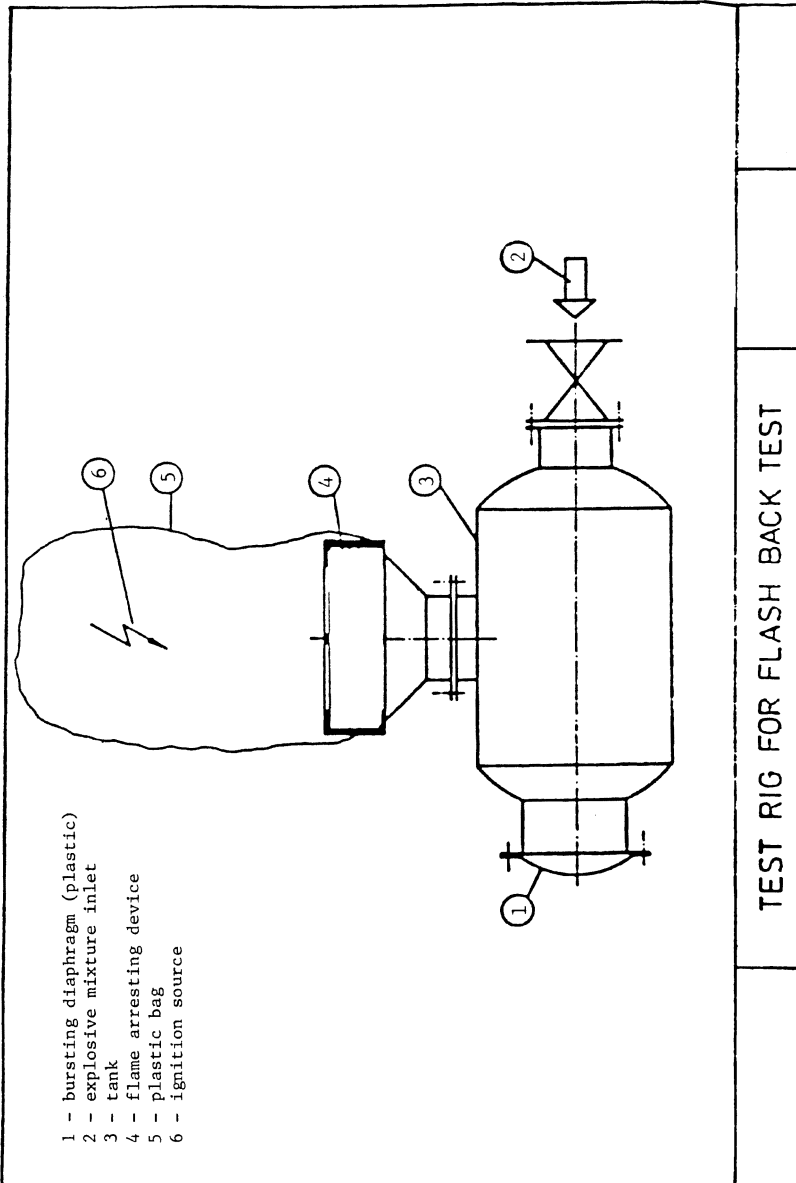 1 - bursting diaphragm (plastic)
2 - explosive mixture inlet
3 - tank
4 - flame arresting device
5 - plastic bag
6 - ignition source
6
5
4
3
2
1
TEST RIG FOR FLASH BACK TEST